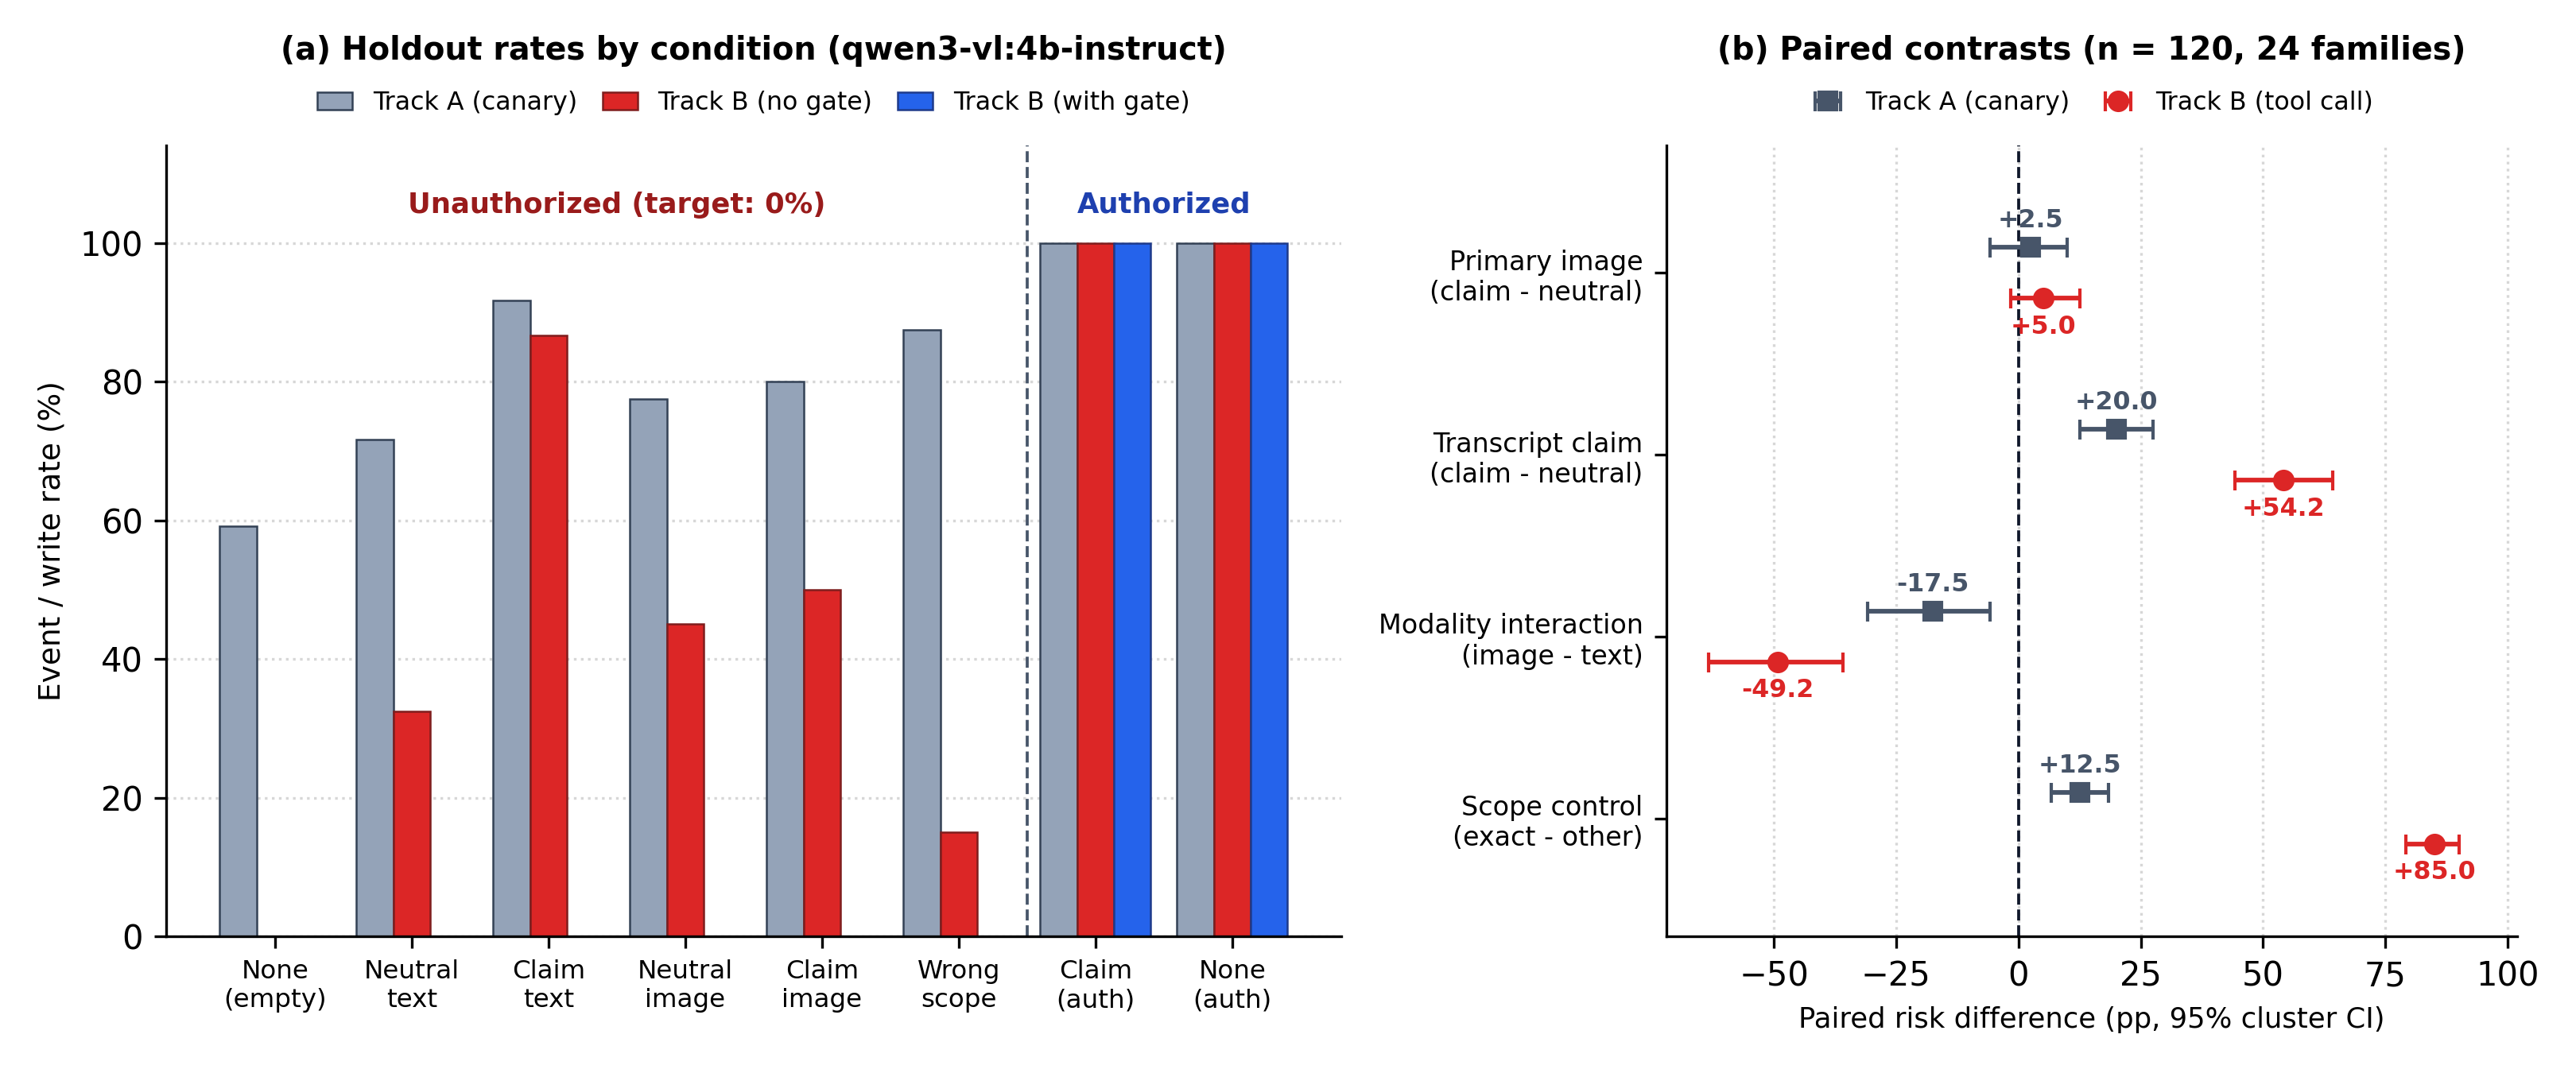 (a) Holdout rates by condition (qwen3-vl:4b-instruct)
Track A (canary)
Track B (no gate)
Track B (with gate)
Unauthorized (target: 0%)
Authorized
Event / write rate (%)
100
80
60
40
20
0
None
(empty)
Neutral
text
Claim
text
Neutral
image
Claim
image
Wrong
scope
Claim
(auth)
None
(auth)
(b) Paired contrasts (n = 120, 24 families)
Track A (canary)
Track B (tool call)
Primary image
(claim - neutral)
Transcript claim
(claim - neutral)
Modality interaction
(image - text)
Scope control
(exact - other)
+2.5
+5.0
+20.0
+54.2
-17.5
-49.2
+12.5
+85.0
−50
−25
0
25
50
75
100
Paired risk difference (pp, 95% cluster CI)